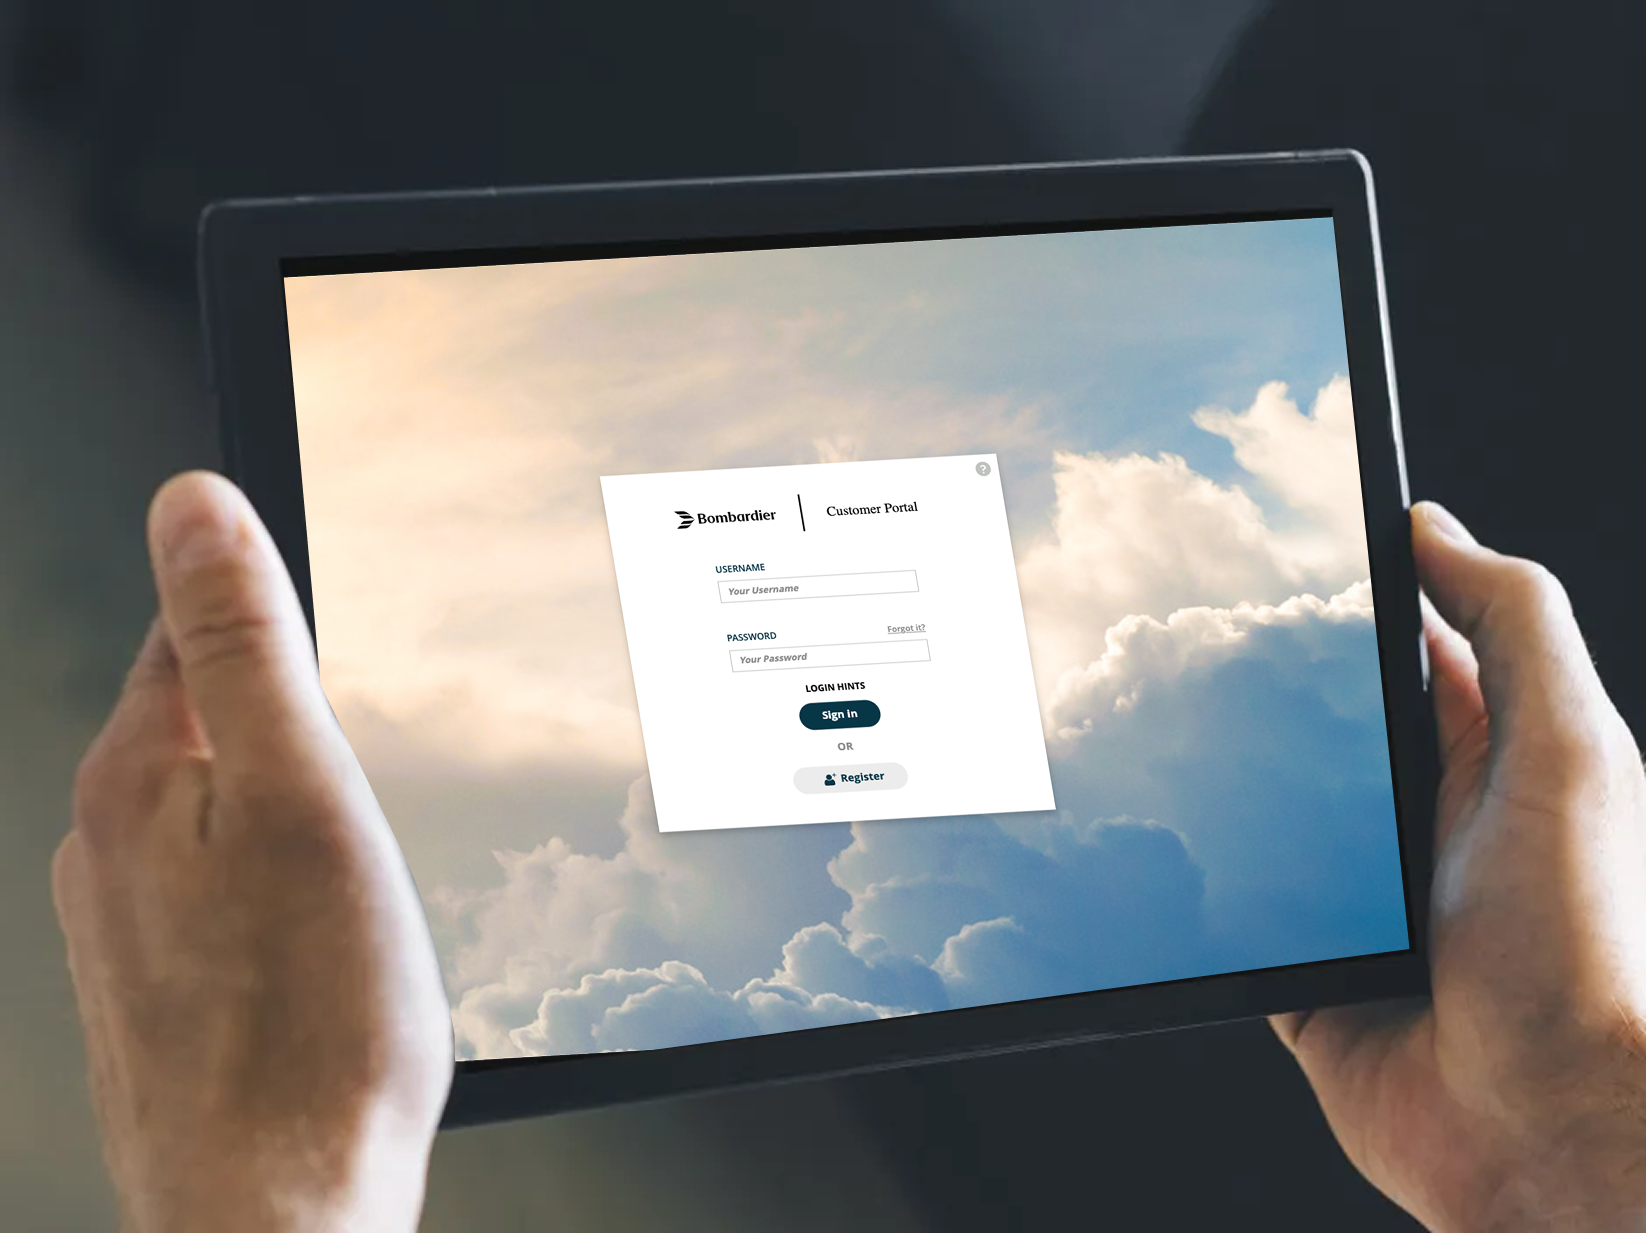 ?
Bombardier | Customer Portal
USERNAME
Your Username
PASSWORD Forgot it?
Your Password
LOGIN HINTS
Sign in
OR
Register